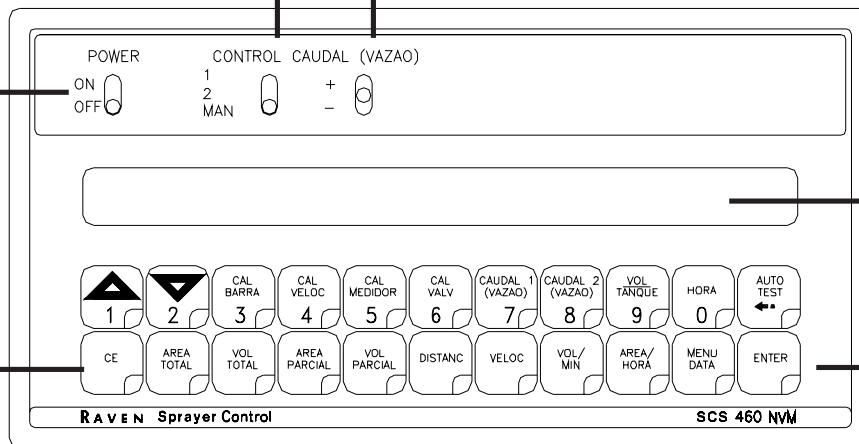 POWER
CONTROL
CAUDAL (VAZAO)
ON
OFF
1
2
MAN
+
−
1
2
CAL
BARRA
3
CAL
VELOC
4
CAL
MEDIDOR
5
CAL
VALV
6
CAUDAL 1
(VAZAO)
7
CAUDAL 2
(VAZAO)
8
VOL
TANQUE
9
HORA
0
AUTO
TEST
CE
AREA
TOTAL
VOL
TOTAL
AREA
PARCIAL
VOL
PARCIAL
DISTANC
VELOC
VOL/
MIN
AREA/
HORA
MENU
DATA
ENTER
RAVEN Sprayer Control
SCS 460 NVM